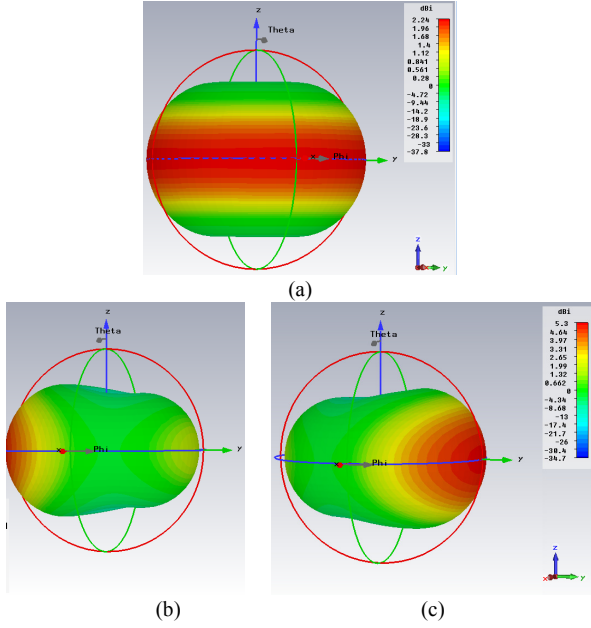 z
dBi
Theta
2.24
1.96
1.68
1.4
1.12
0.841
0.561
0.28
0
-4.72
-9.44
-14.2
-18.9
-23.6
-28.3
-33
-37.8
x
Phi
y
z
y
(a)
z
Theta
x
Phi
y
z
Theta
x
Phi
y
dBi
5.3
4.64
3.97
3.31
2.65
1.99
1.32
0.662
0
-4.34
-8.68
-13
-17.4
-21.7
-26
-30.4
-34.7
z
x
y
(b)
(c)